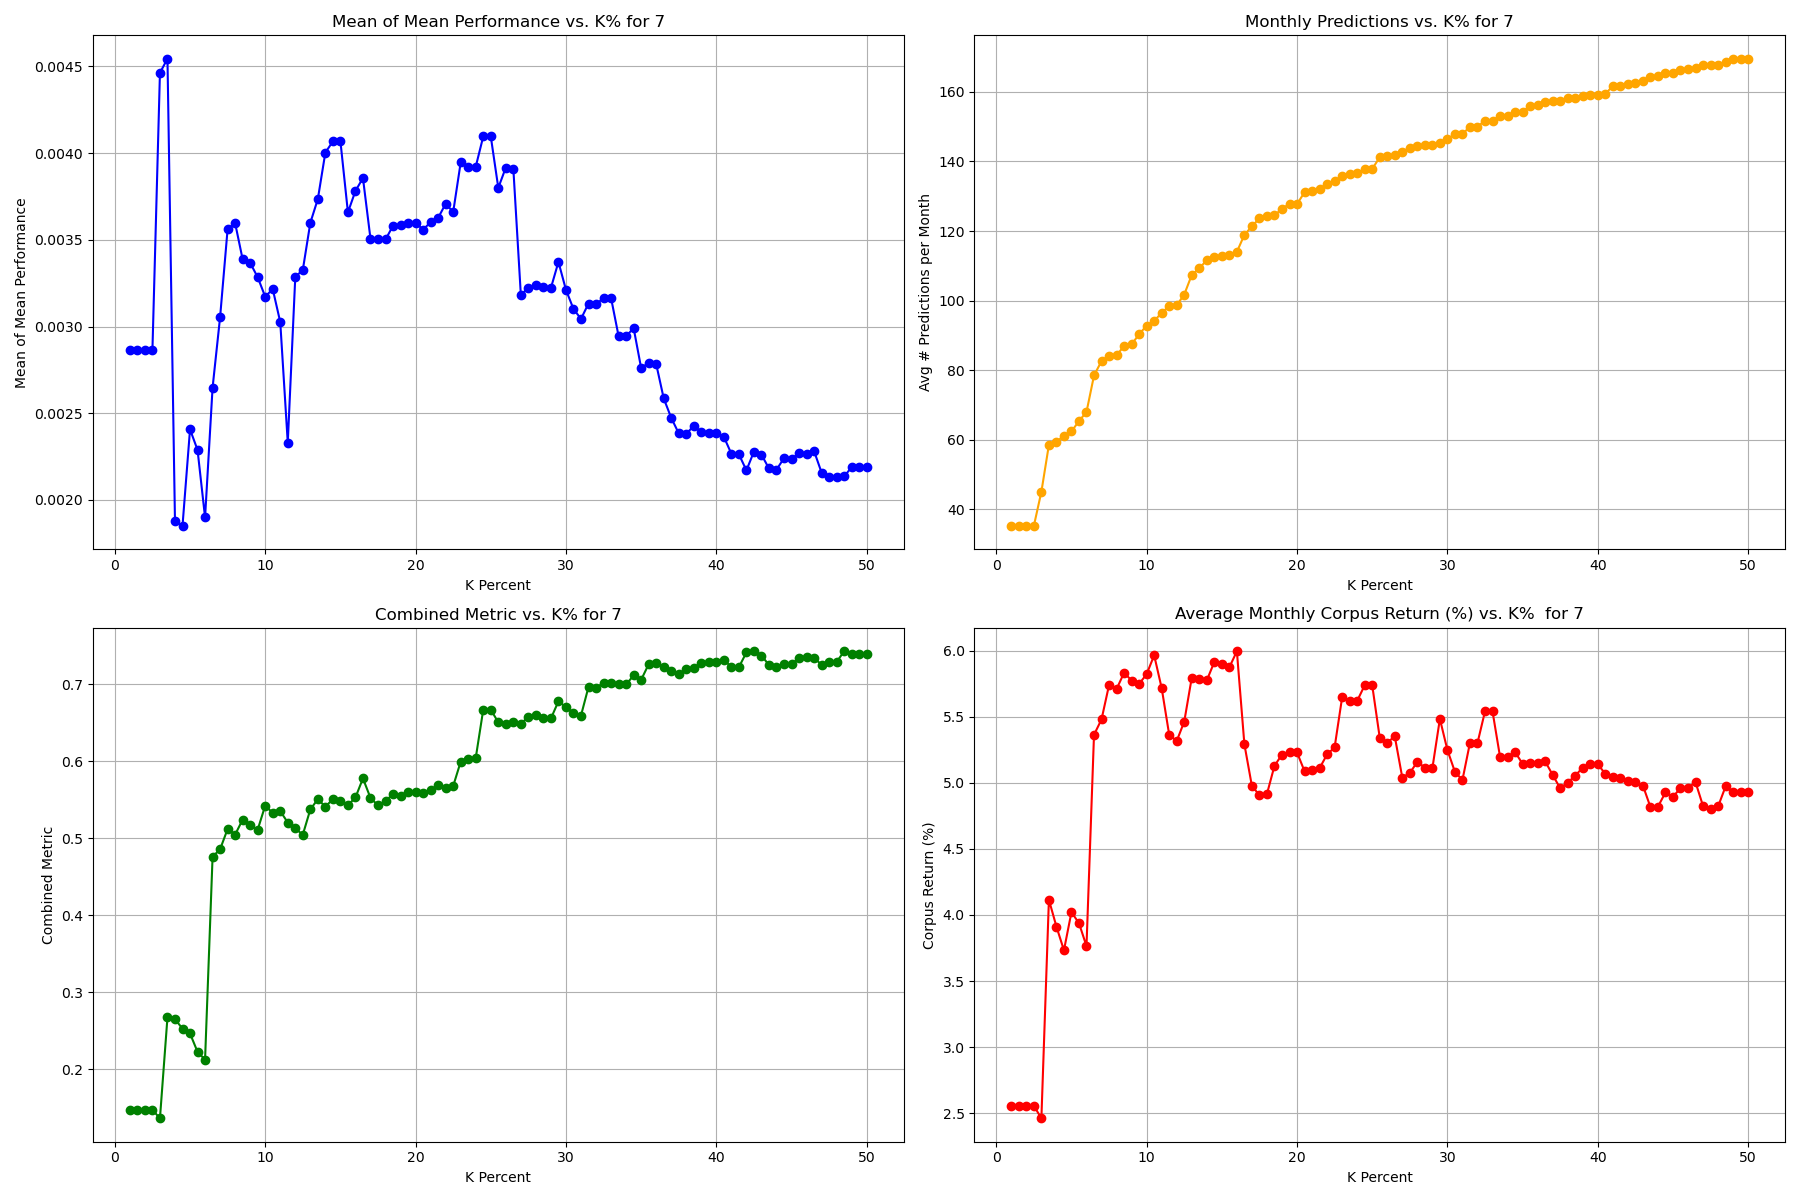 Mean of Mean Performance vs. K% for 7
Mean of Mean Performance
0.0045
0.0040
0.0035
0.0030
0.0025
0.0020
0 10 20 30 40 50
K Percent
Monthly Predictions vs. K% for 7
Avg # Predictions per Month
160
140
120
100
80
60
40
0 10 20 30 40 50
K Percent
Combined Metric vs. K% for 7
Combined Metric
0.7
0.6
0.5
0.4
0.3
0.2
0 10 20 30 40 50
K Percent
Average Monthly Corpus Return (%) vs. K%  for 7
Corpus Return (%)
6.0
5.5
5.0
4.5
4.0
3.5
3.0
2.5
0 10 20 30 40 50
K Percent